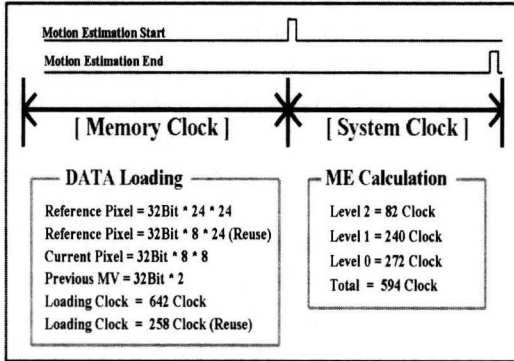 Motion Estimation Start
Motion Estimation End
[ Memory Clock ]
[ System Clock ]
DATA Loading
Reference Pixel = 32Bit * 24 * 24
Reference Pixel = 32Bit * 8 * 24 (Reuse)
Current Pixel = 32Bit * 8 * 8
Previous MV = 32Bit * 2
Loading Clock = 642 Clock
Loading Clock = 258 Clock (Reuse)
ME Calculation
Level 2 = 82 Clock
Level 1 = 240 Clock
Level 0 = 272 Clock
Total = 594 Clock